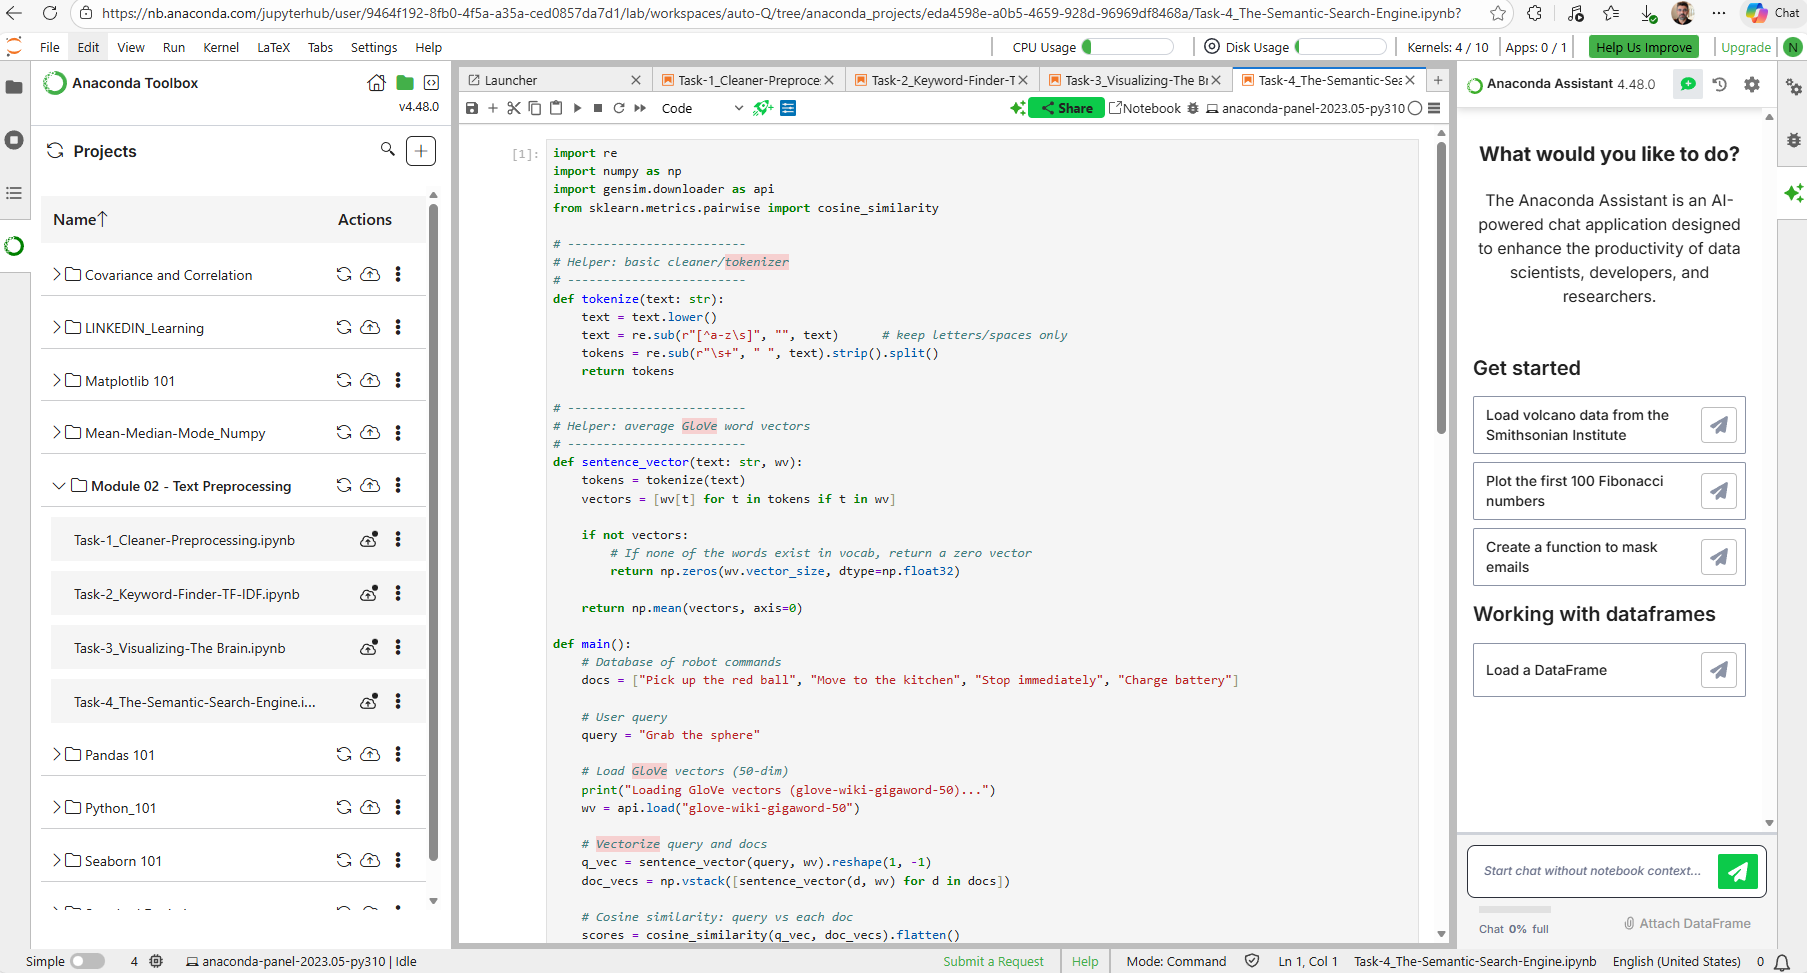 https://nb.anaconda.com/jupyterhub/user/9464f192-8fb0-4f5a-a35a-ced0857da7d1/lab/workspaces/auto-Q/tree/anaconda_projects/eda4598e-a0b5-4659-928d-96969df8468a/Task-4_The-Semantic-Search-Engine.ipynb?
Chat
File Edit View Run Kernel LaTeX Tabs Settings Help
CPU Usage Disk Usage Kernels: 4 / 10 Apps: 0 / 1 Help Us Improve Upgrade N
Anaconda Toolbox
v4.48.0
Projects
Name Actions
Covariance and Correlation
LINKEDIN_Learning
Matplotlib 101
Mean-Median-Mode_Numpy
Module 02 - Text Preprocessing
Task-1_Cleaner-Preprocessing.ipynb
Task-2_Keyword-Finder-TF-IDF.ipynb
Task-3_Visualizing-The Brain.ipynb
Task-4_The-Semantic-Search-Engine.i...
Pandas 101
Python_101
Seaborn 101
Launcher Task-1_Cleaner-Preproces Task-2_Keyword-Finder-T Task-3_Visualizing-The Br Task-4_The-Semantic-Sea
Code Share Notebook anaconda-panel-2023.05-py310
[1]:
import re
import numpy as np
import gensim.downloader as api
from sklearn.metrics.pairwise import cosine_similarity
# -------------------------
# Helper: basic cleaner/tokenizer
# -------------------------
def tokenize(text: str):
text = text.lower()
text = re.sub(r"[^a-z\s]", "", text) # keep letters/spaces only
tokens = re.sub(r"\s+", " ", text).strip().split()
return tokens
# -------------------------
# Helper: average GloVe word vectors
# -------------------------
def sentence_vector(text: str, wv):
tokens = tokenize(text)
vectors = [wv[t] for t in tokens if t in wv]
if not vectors:
# If none of the words exist in vocab, return a zero vector
return np.zeros(wv.vector_size, dtype=np.float32)
return np.mean(vectors, axis=0)
def main():
# Database of robot commands
docs = ["Pick up the red ball", "Move to the kitchen", "Stop immediately", "Charge battery"]
# User query
query = "Grab the sphere"
# Load GloVe vectors (50-dim)
print("Loading GloVe vectors (glove-wiki-gigaword-50)...")
wv = api.load("glove-wiki-gigaword-50")
# Vectorize query and docs
q_vec = sentence_vector(query, wv).reshape(1, -1)
doc_vecs = np.vstack([sentence_vector(d, wv) for d in docs])
# Cosine similarity: query vs each doc
scores = cosine_similarity(q_vec, doc_vecs).flatten()
Anaconda Assistant 4.48.0
What would you like to do?
The Anaconda Assistant is an AI-
powered chat application designed
to enhance the productivity of data
scientists, developers, and
researchers.
Get started
Load volcano data from the
Smithsonian Institute
Plot the first 100 Fibonacci
numbers
Create a function to mask
emails
Working with dataframes
Load a DataFrame
Start chat without notebook context...
Chat 0% full
Attach DataFrame
Simple 4 anaconda-panel-2023.05-py310 | Idle Submit a Request Help Mode: Command Ln 1, Col 1 Task-4_The-Semantic-Search-Engine.ipynb English (United States) 0